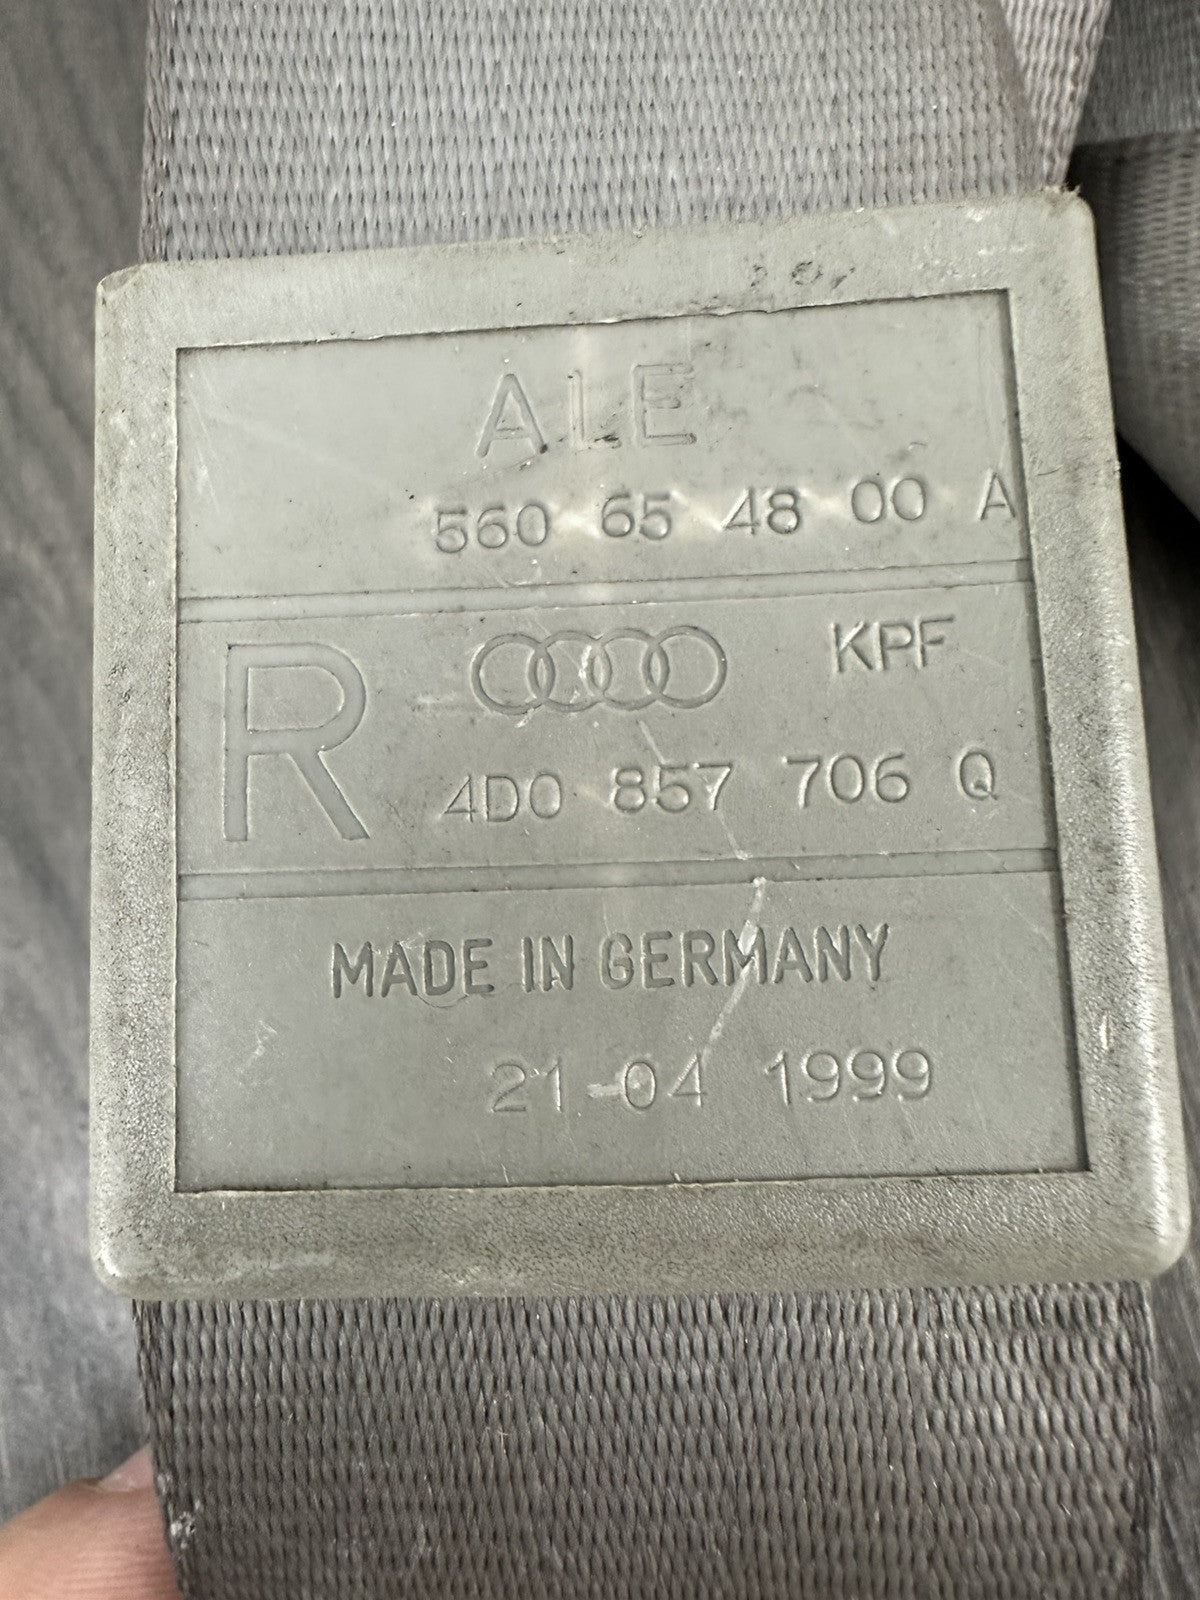 ALE
560 65 48 00 A
R KPF
4D0 857 706 Q
MADE IN GERMANY
21-04 1999